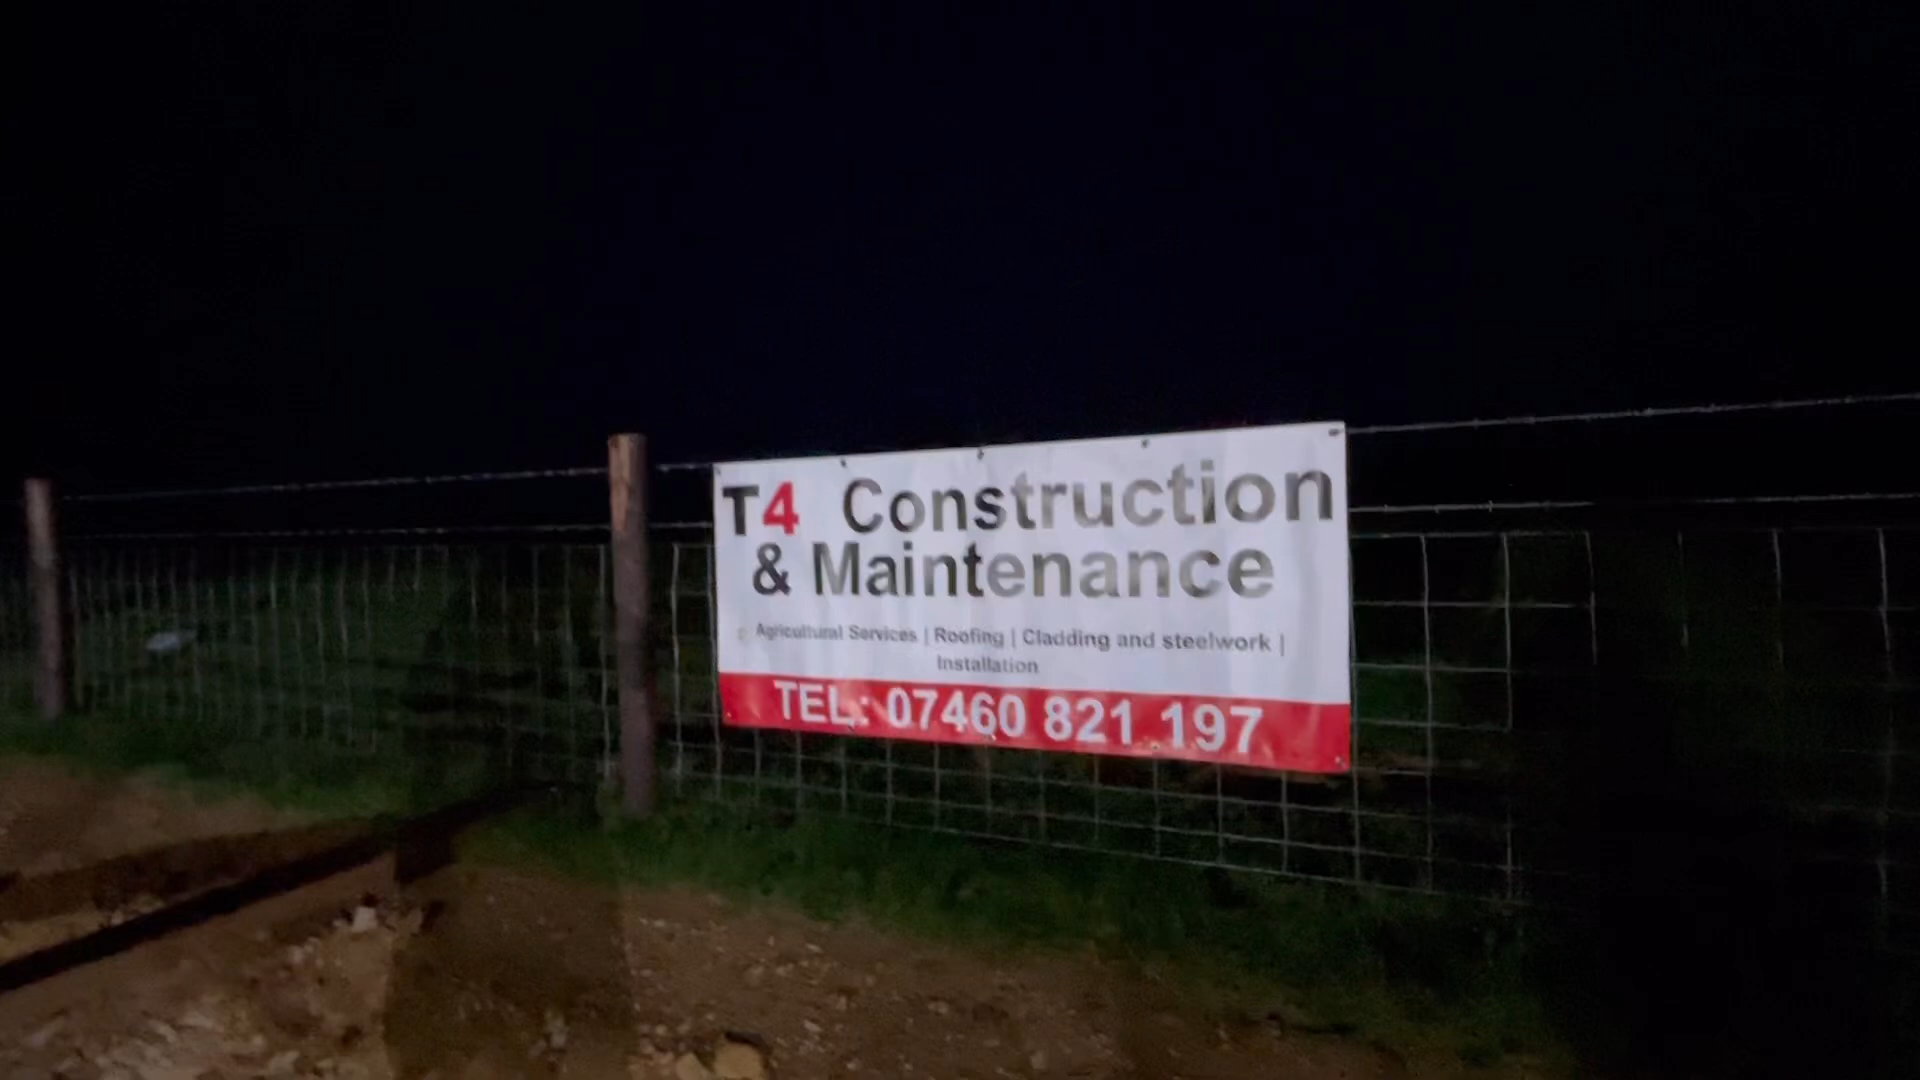 T4 Construction
& Maintenance
Agricultural Services | Roofing | Cladding and steelwork |
Installation
TEL: 07460 821 197